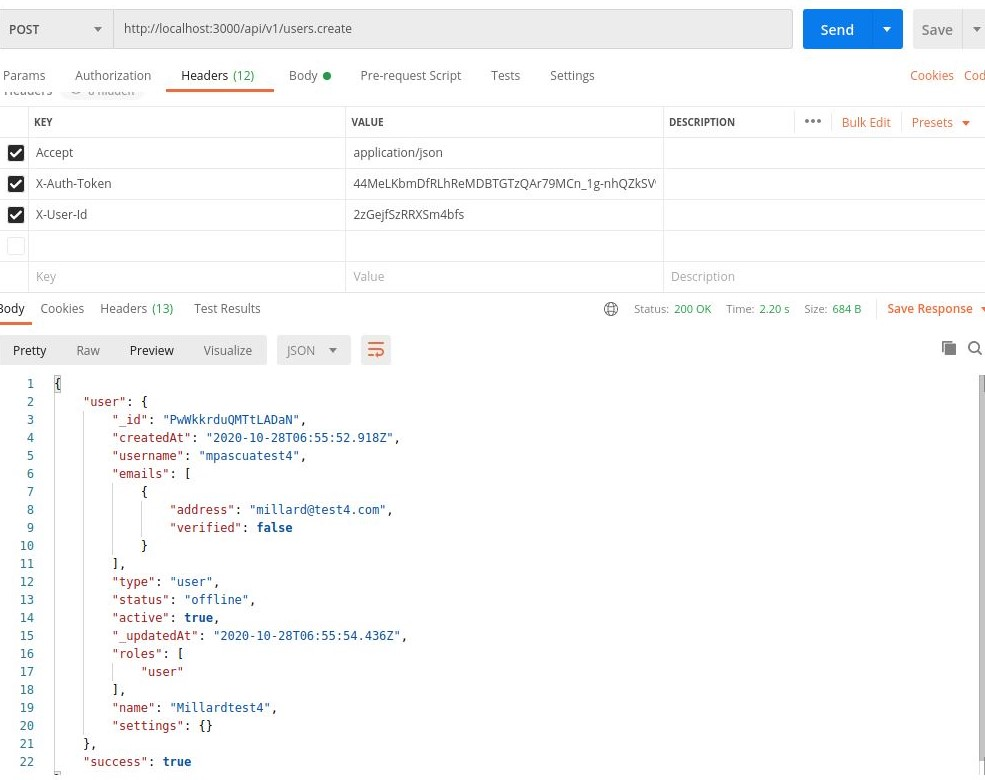 POST http://localhost:3000/api/v1/users.create Send Save
Params Authorization Headers (12) Body Pre-request Script Tests Settings Cookies Cod
Headers 8 hidden
KEY VALUE DESCRIPTION ••• Bulk Edit Presets
Accept application/json
X-Auth-Token 44MeLKbmDfRLhReMDBTGTzQAr79MCn_1g-nhQZkSV
X-User-Id 2zGejfSzRRXSm4bfs
Key Value Description
Body Cookies Headers (13) Test Results Status: 200 OK Time: 2.20 s Size: 684 B Save Response
Pretty Raw Preview Visualize JSON
1 {
2 "user": {
3 "_id": "PwWkkrduQMTtLADaN",
4 "createdAt": "2020-10-28T06:55:52.918Z",
5 "username": "mpascuatest4",
6 "emails": [
7 {
8 "address": "millard@test4.com",
9 "verified": false
10 }
11 ],
12 "type": "user",
13 "status": "offline",
14 "active": true,
15 "_updatedAt": "2020-10-28T06:55:54.436Z",
16 "roles": [
17 "user"
18 ],
19 "name": "Millardtest4",
20 "settings": {}
21 },
22 "success": true